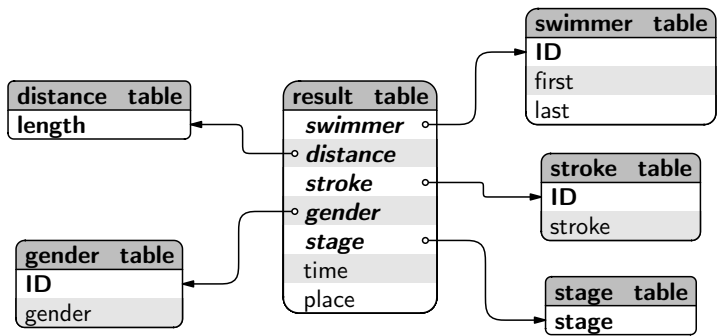 distance table
length
gender table
ID
gender
result table
swimmer
distance
stroke
gender
stage
time
place
swimmer table
ID
first
last
stroke table
ID
stroke
stage table
stage